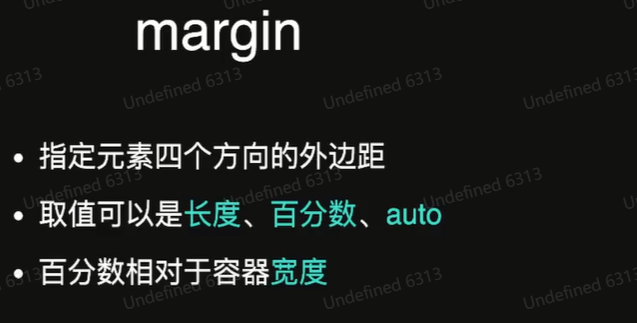 margin
• 指定元素四个方向的外边距
• 取值可以是长度、百分数、auto
• 百分数相对于容器宽度
Undefined 6313